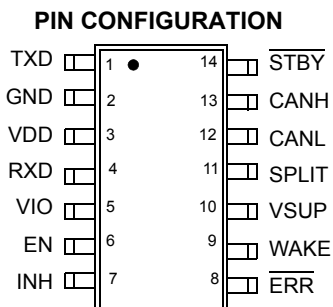 PIN CONFIGURATION
TXD 1 14 STBY
GND 2 13 CANH
VDD 3 12 CANL
RXD 4 11 SPLIT
VIO 5 10 VSUP
EN 6 9 WAKE
INH 7 8 ERR